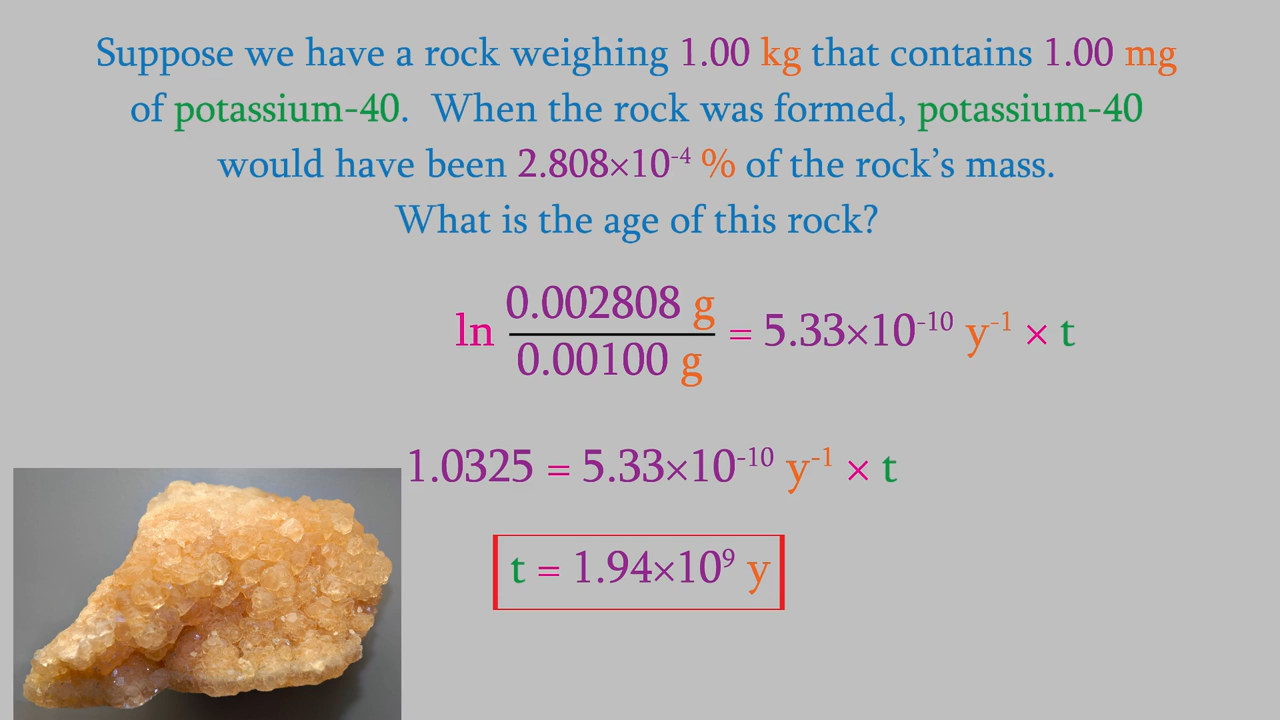 Suppose we have a rock weighing 1.00 kg that contains 1.00 mg
of potassium-40. When the rock was formed, potassium-40
would have been 2.808×10⁻⁴ % of the rock’s mass.
What is the age of this rock?
ln 0.002808 g / 0.00100 g = 5.33×10⁻¹⁰ y⁻¹ × t
1.0325 = 5.33×10⁻¹⁰ y⁻¹ × t
t = 1.94×10⁹ y